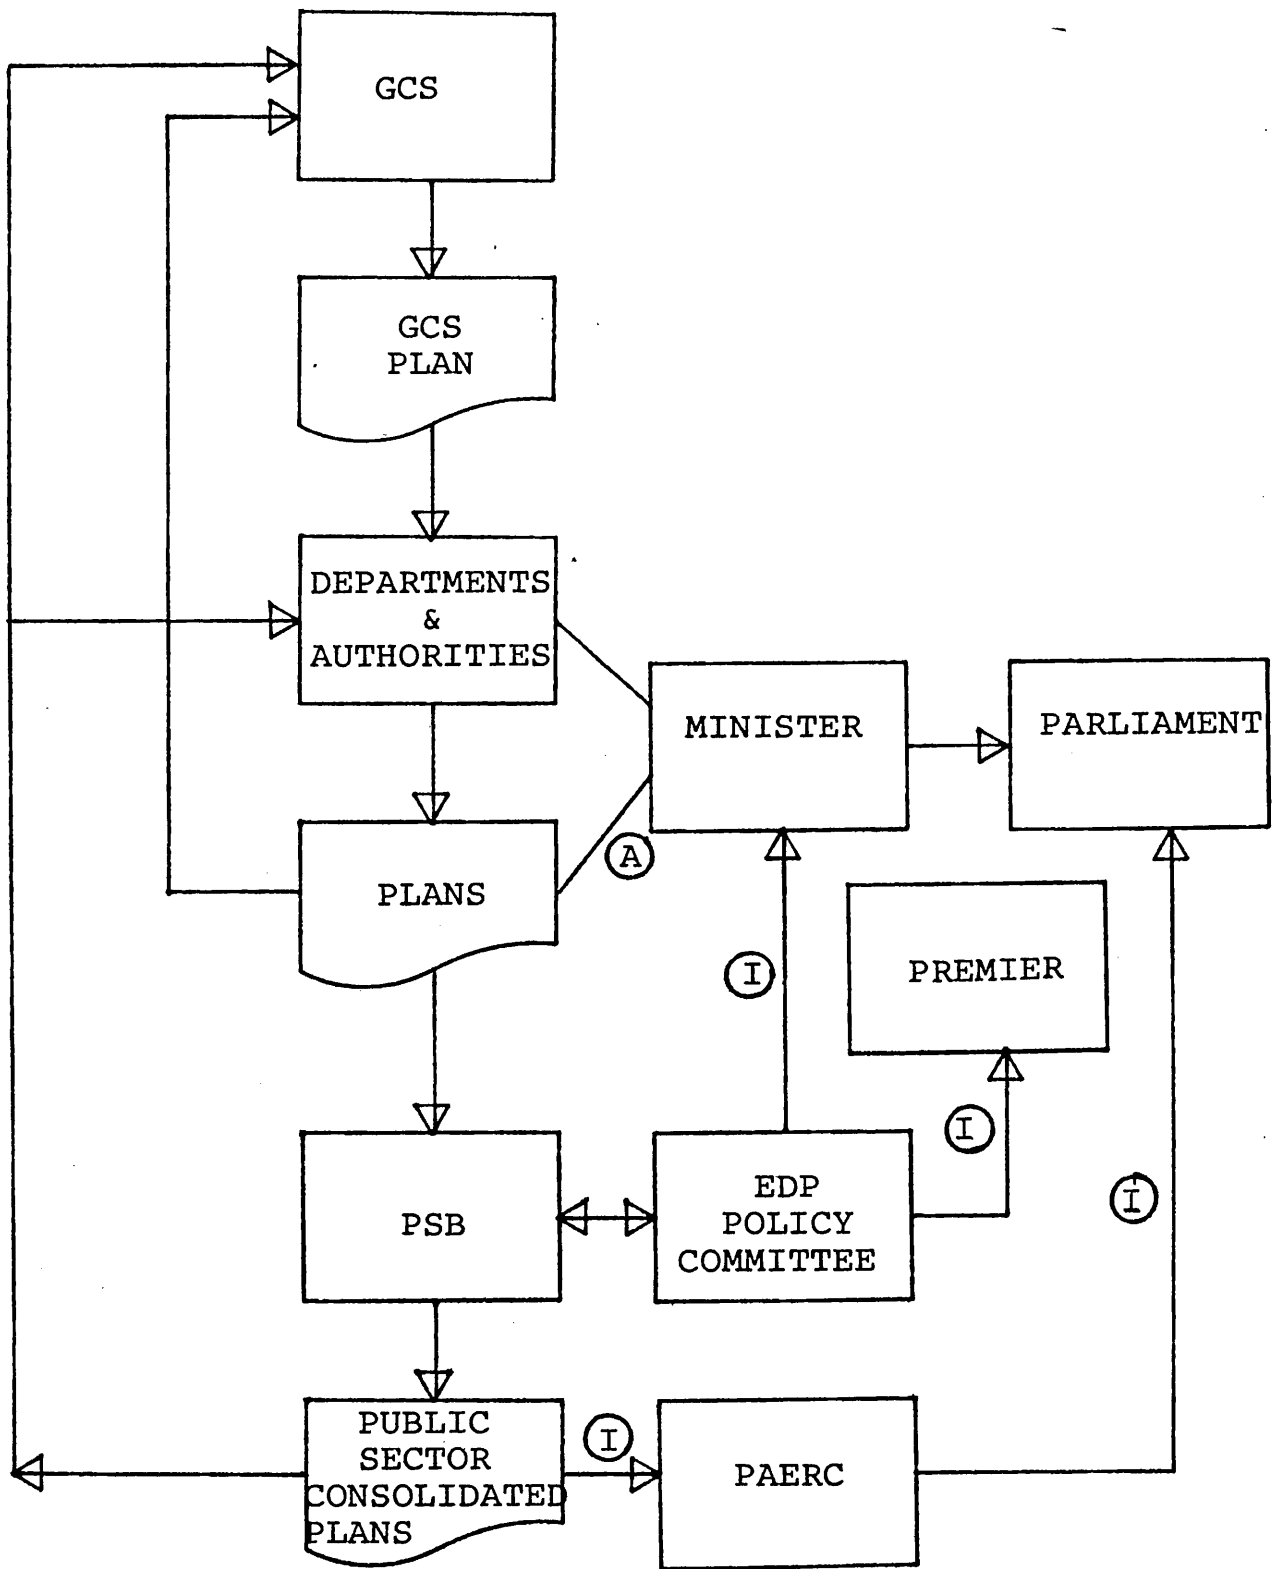 GCS
GCS
PLAN
DEPARTMENTS
&
AUTHORITIES
MINISTER
PARLIAMENT
A
PLANS
I
PREMIER
I
I
PSB
EDP
POLICY
COMMITTEE
PUBLIC
SECTOR
CONSOLIDATED
PLANS
I
PAERC